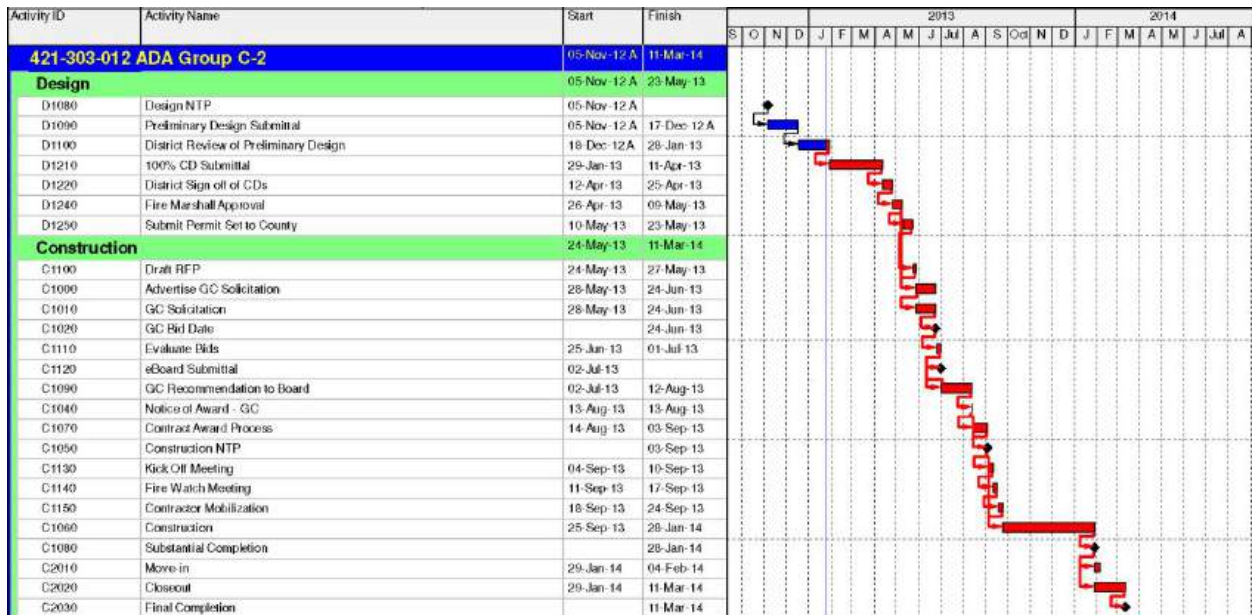 Activity ID Activity Name Start Finish 2013 2014
S O N D J F M A M J Jul A S Oct N D J F M A M J Jul A
421-303-012 ADA Group C-2 05-Nov-12 A 11-Mar-14
Design 05-Nov-12 A 23-May-13
D1080 Design NTP 05-Nov-12 A
D1090 Preliminary Design Submittal 05-Nov-12 A 17-Dec-12 A
D1100 District Review of Preliminary Design 18-Dec-12 A 28-Jan-13
D1210 100% CD Submittal 29-Jan-13 11-Apr-13
D1220 District Sign off of CDs 12-Apr-13 25-Apr-13
D1240 Fire Marshall Approval 26-Apr-13 09-May-13
D1250 Submit Permit Set to County 10-May-13 23-May-13
Construction 24-May-13 11-Mar-14
C1100 Draft RFP 24-May-13 27-May-13
C1000 Advertise GC Solicitation 28-May-13 24-Jun-13
C1010 GC Solicitation 28-May-13 24-Jun-13
C1020 GC Bid Date 24-Jun-13
C1110 Evaluate Bids 25-Jun-13 01-Jul-13
C1120 eBoard Submittal 02-Jul-13
C1090 GC Recommendation to Board 02-Jul-13 12-Aug-13
C1040 Notice of Award - GC 13-Aug-13 13-Aug-13
C1070 Contract Award Process 14-Aug-13 03-Sep-13
C1050 Construction NTP 03-Sep-13
C1130 Kick Off Meeting 04-Sep-13 10-Sep-13
C1140 Fire Watch Meeting 11-Sep-13 17-Sep-13
C1150 Contractor Mobilization 18-Sep-13 24-Sep-13
C1060 Construction 25-Sep-13 28-Jan-14
C1080 Substantial Completion 28-Jan-14
C2010 Move-in 29-Jan-14 04-Feb-14
C2020 Closeout 29-Jan-14 11-Mar-14
C2030 Final Completion 11-Mar-14